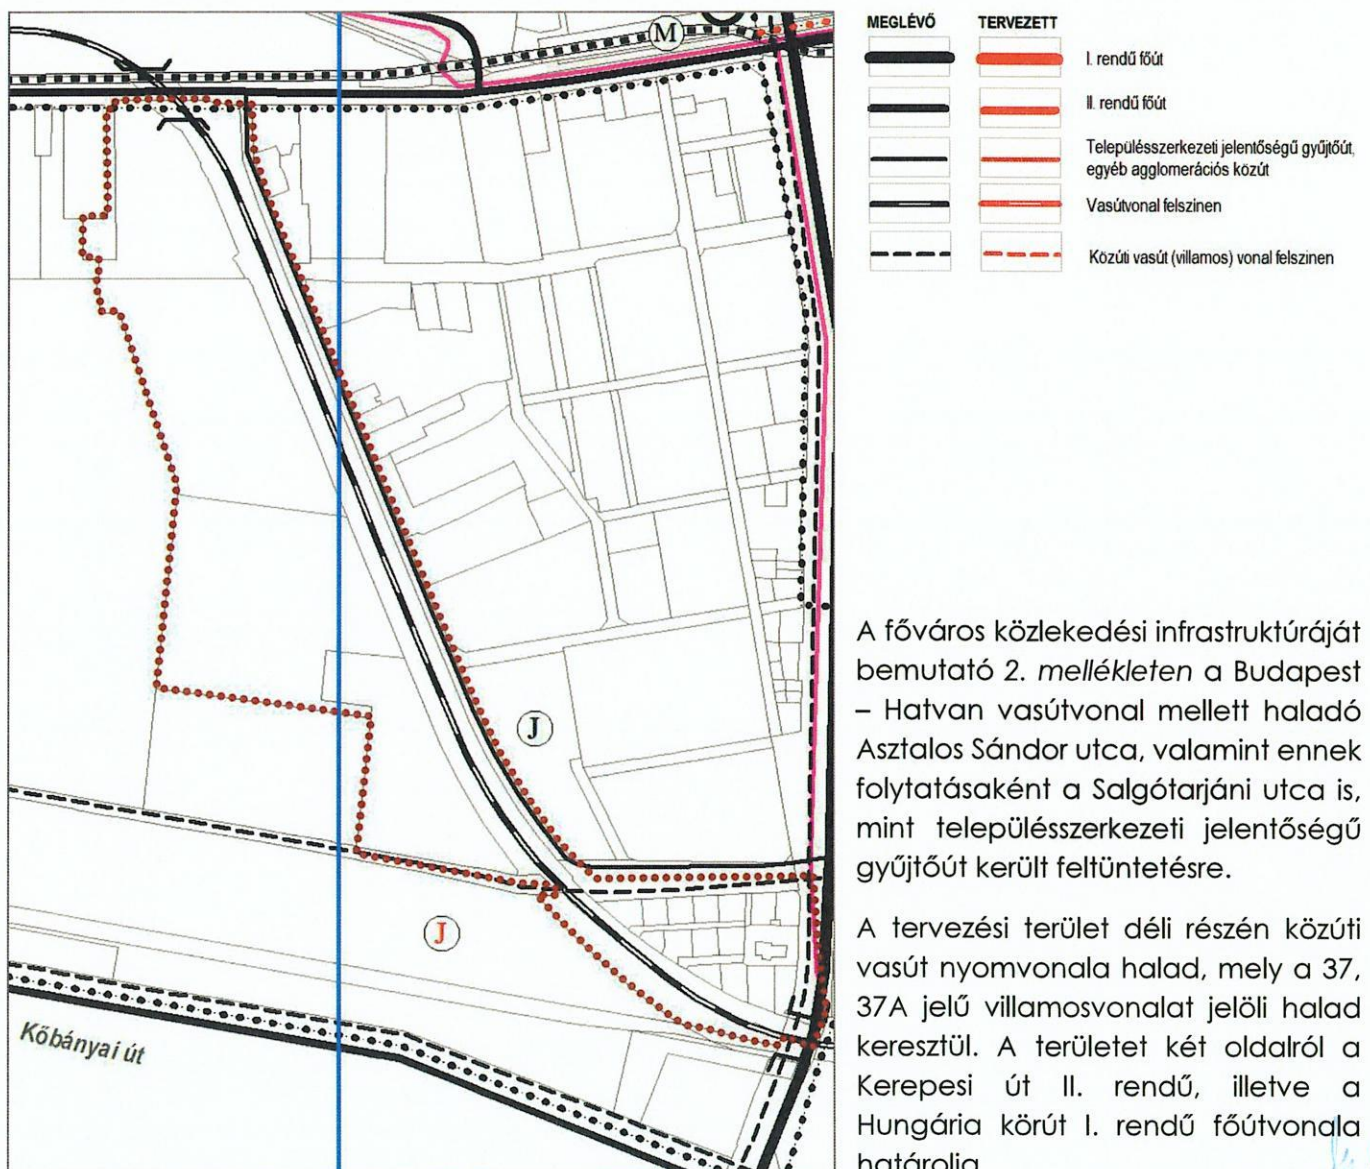 M
J
J
Kőbányai út
MEGLÉVŐ TERVEZETT
I. rendű főút
II. rendű főút
Településszerkezeti jelentőségű gyűjtőút,
egyéb agglomerációs közút
Vasútvonal felszinen
Közúti vasút (villamos) vonal felszinen
A főváros közlekedési infrastruktúráját
bemutató 2. mellékleten a Budapest
– Hatvan vasútvonal mellett haladó
Asztalos Sándor utca, valamint ennek
folytatásaként a Salgótarjáni utca is,
mint településszerkezeti jelentőségű
gyűjtőút került feltüntetésre.
A tervezési terület déli részén közúti
vasút nyomvonala halad, mely a 37,
37A jelű villamosvonalat jelöli halad
keresztül. A területet két oldalról a
Kerepesi út II. rendű, illetve a
Hungária körút I. rendű főútvonala
határolja